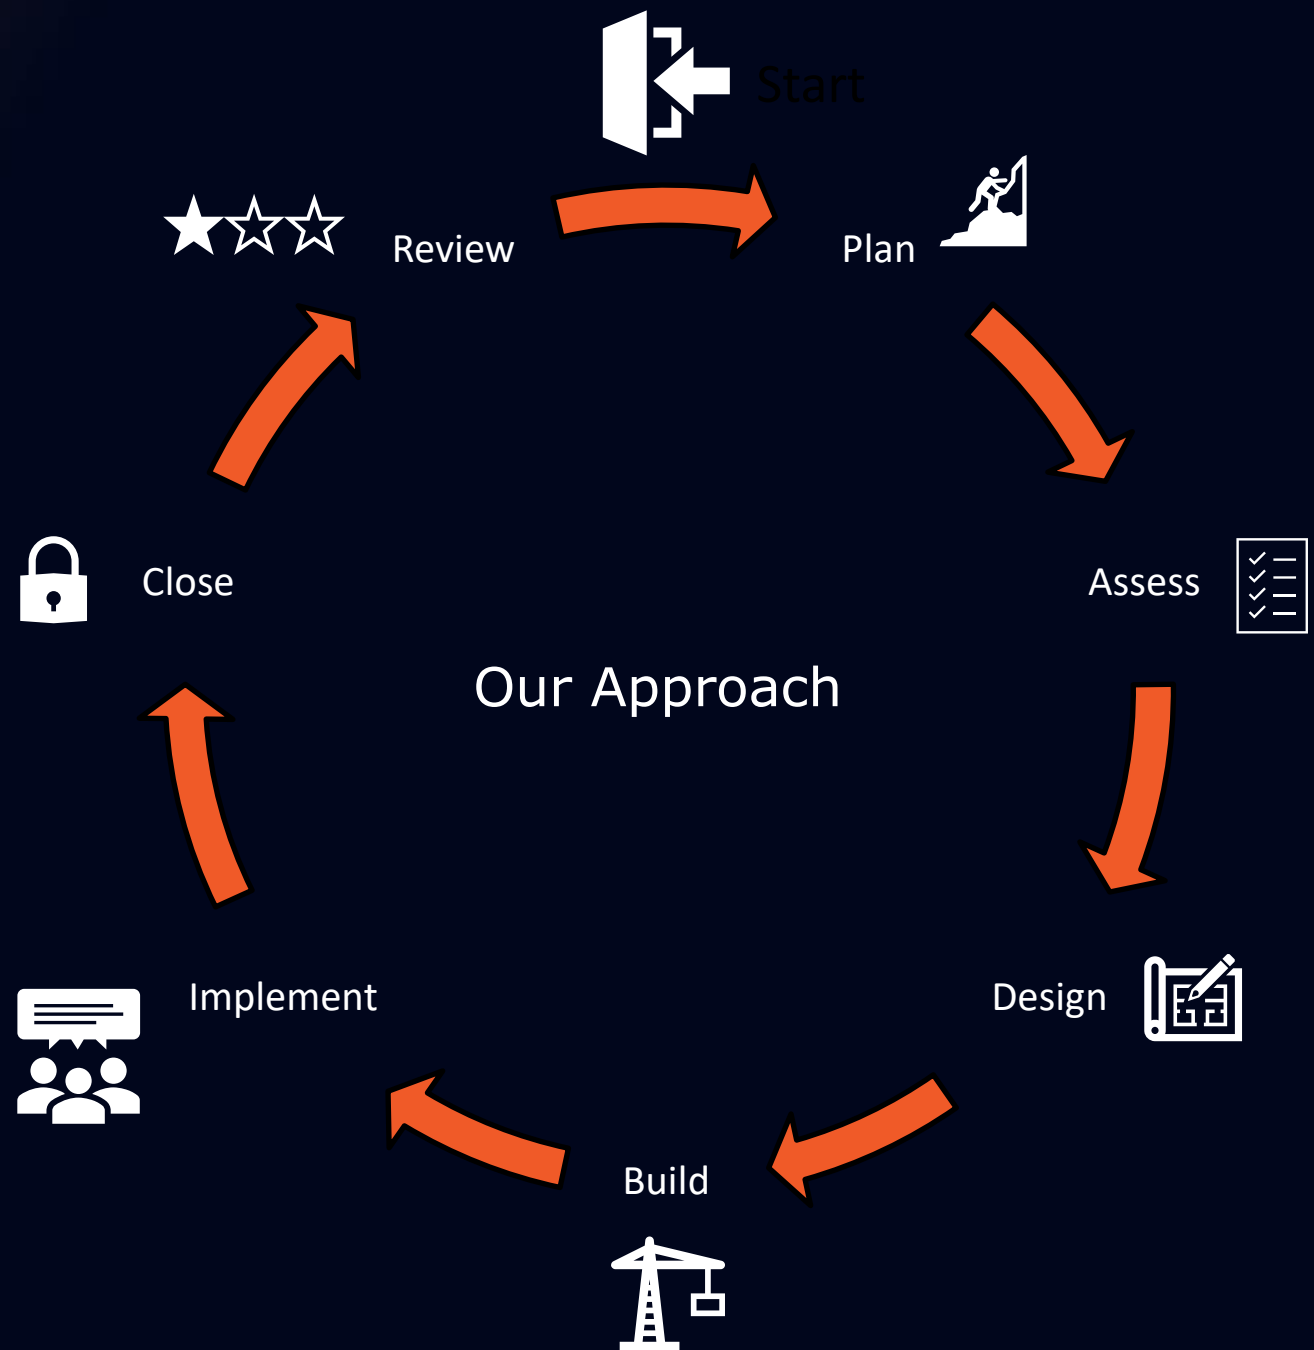 Start
Review
Plan
Close
Assess
Our Approach
Implement
Design
Build